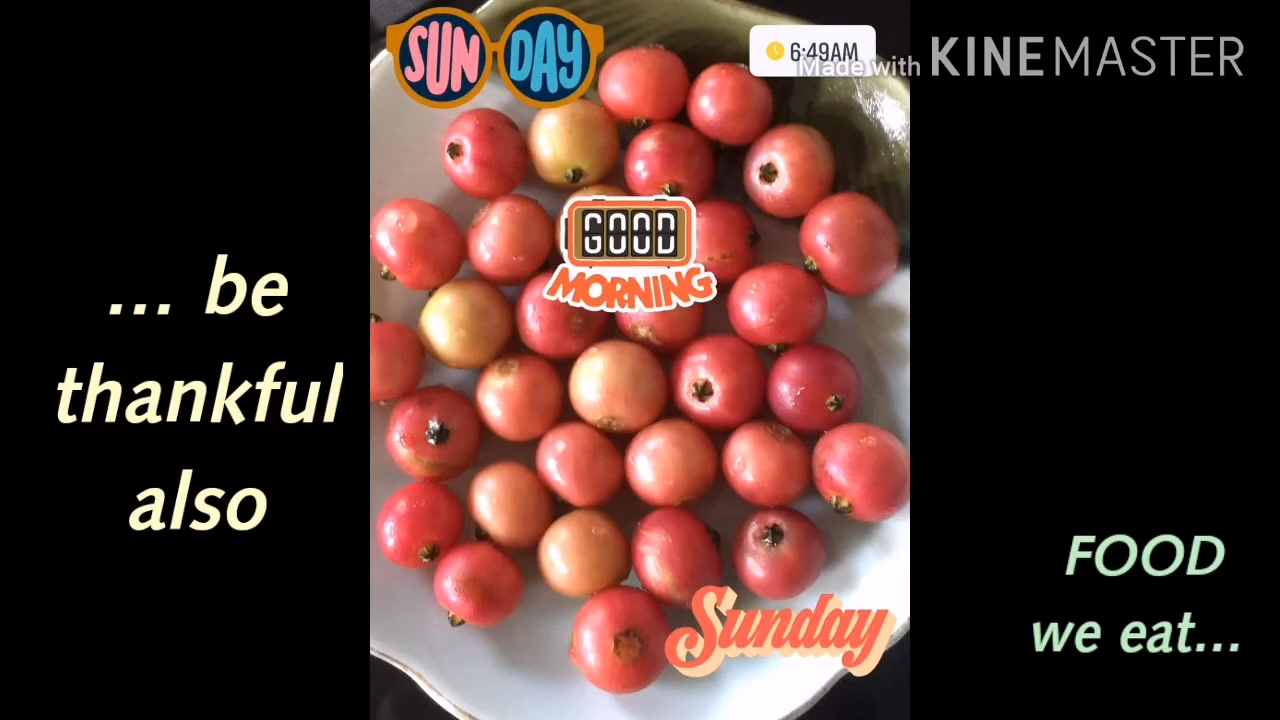 SUN DAY
6:49AM
Made with KINEMASTER
GOOD
MORNING
... be
thankful
also
FOOD
we eat...
Sunday